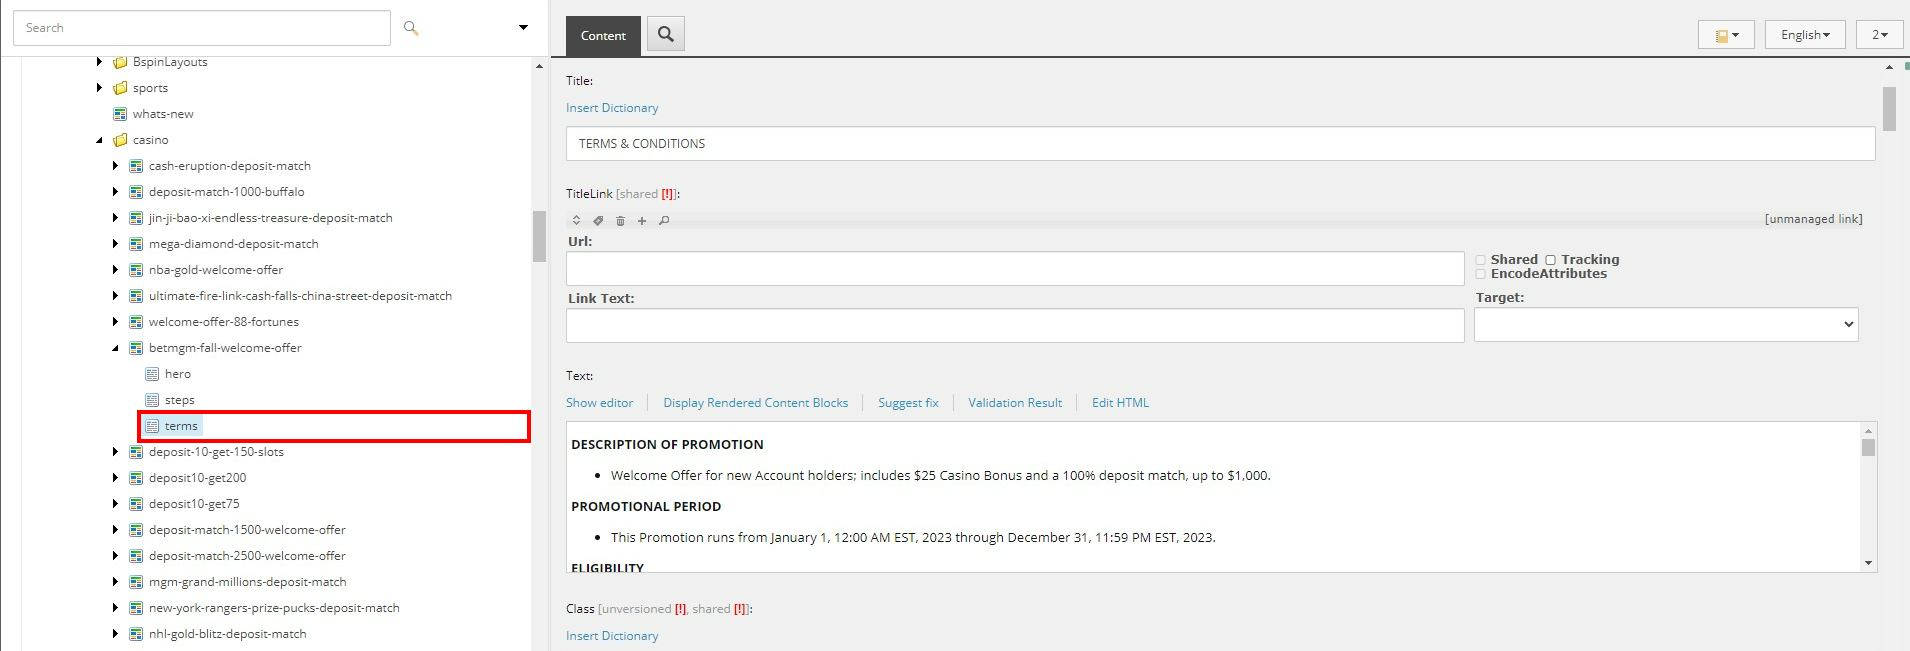 Search
BspinLayouts
sports
whats-new
casino
cash-eruption-deposit-match
deposit-match-1000-buffalo
jin-ji-bao-xi-endless-treasure-deposit-match
mega-diamond-deposit-match
nba-gold-welcome-offer
ultimate-fire-link-cash-falls-china-street-deposit-match
welcome-offer-88-fortunes
betmgm-fall-welcome-offer
hero
steps
terms
deposit-10-get-150-slots
deposit10-get200
deposit10-get75
deposit-match-1500-welcome-offer
deposit-match-2500-welcome-offer
mgm-grand-millions-deposit-match
new-york-rangers-prize-pucks-deposit-match
nhl-gold-blitz-deposit-match
Content
English
2
Title:
Insert Dictionary
TERMS & CONDITIONS
TitleLink [shared [!]]:
[unmanaged link]
Url:
Shared Tracking
EncodeAttributes
Link Text:
Target:
Text:
Show editor Display Rendered Content Blocks Suggest fix Validation Result Edit HTML
DESCRIPTION OF PROMOTION
• Welcome Offer for new Account holders; includes $25 Casino Bonus and a 100% deposit match, up to $1,000.
PROMOTIONAL PERIOD
• This Promotion runs from January 1, 12:00 AM EST, 2023 through December 31, 11:59 PM EST, 2023.
ELIGIBILITY
Class [unversioned [!], shared [!]]:
Insert Dictionary